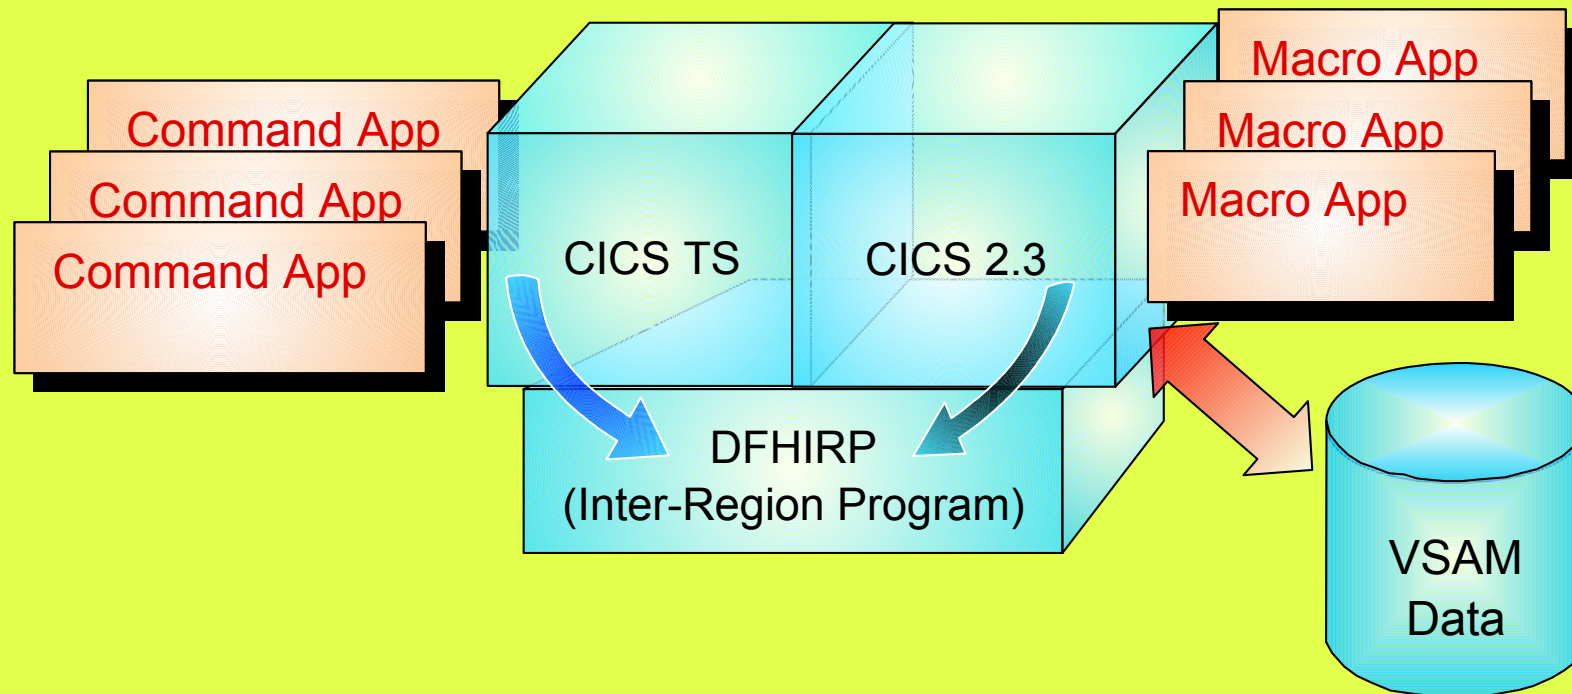 Command App
Command App
Command App
CICS TS
CICS 2.3
Macro App
Macro App
Macro App
DFHIRP
(Inter-Region Program)
VSAM
Data